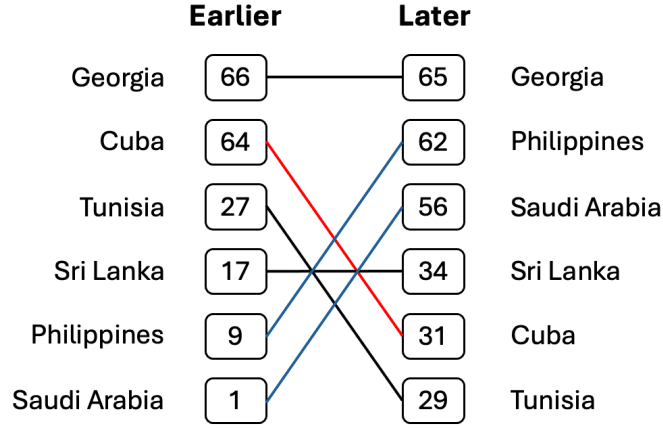 Earlier Later
Georgia 66 65 Georgia
Cuba 64 62 Philippines
Tunisia 27 56 Saudi Arabia
Sri Lanka 17 34 Sri Lanka
Philippines 9 31 Cuba
Saudi Arabia 1 29 Tunisia